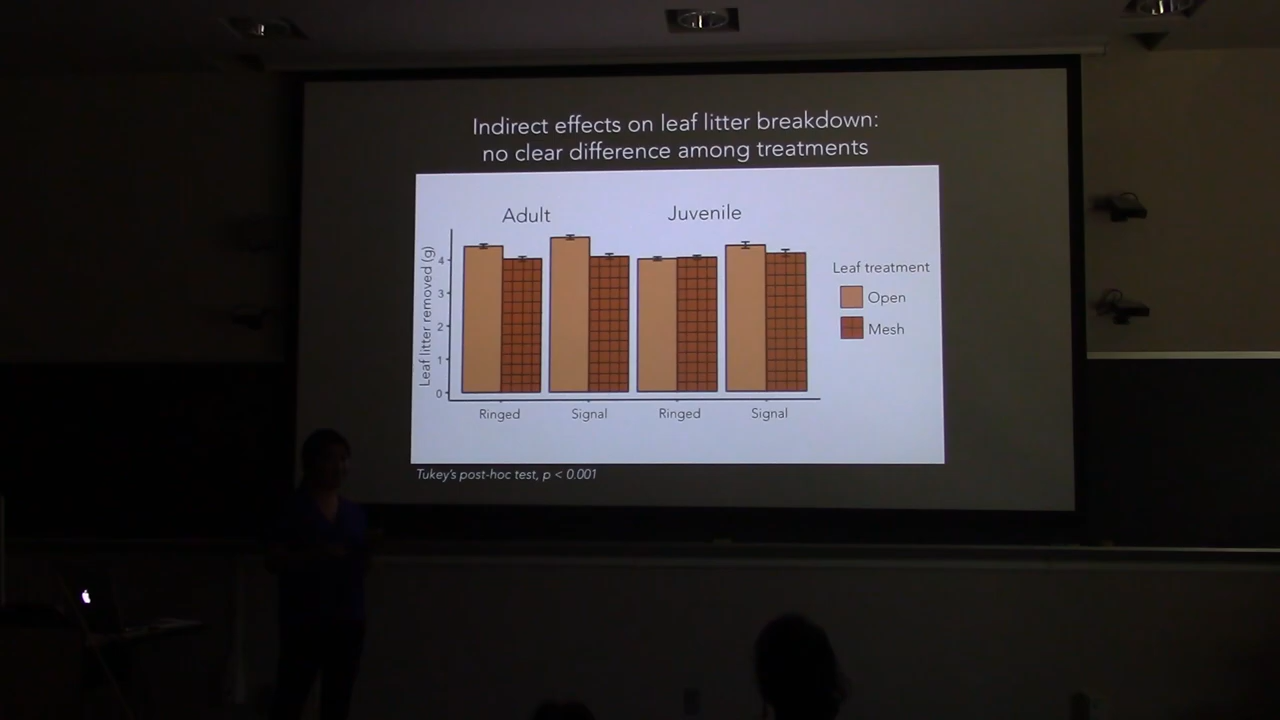 Indirect effects on leaf litter breakdown:
no clear difference among treatments
Adult
Juvenile
Leaf litter removed (g)
4
3
2
1
0
Ringed
Signal
Ringed
Signal
Leaf treatment
Open
Mesh
Tukey's post-hoc test, p < 0.001